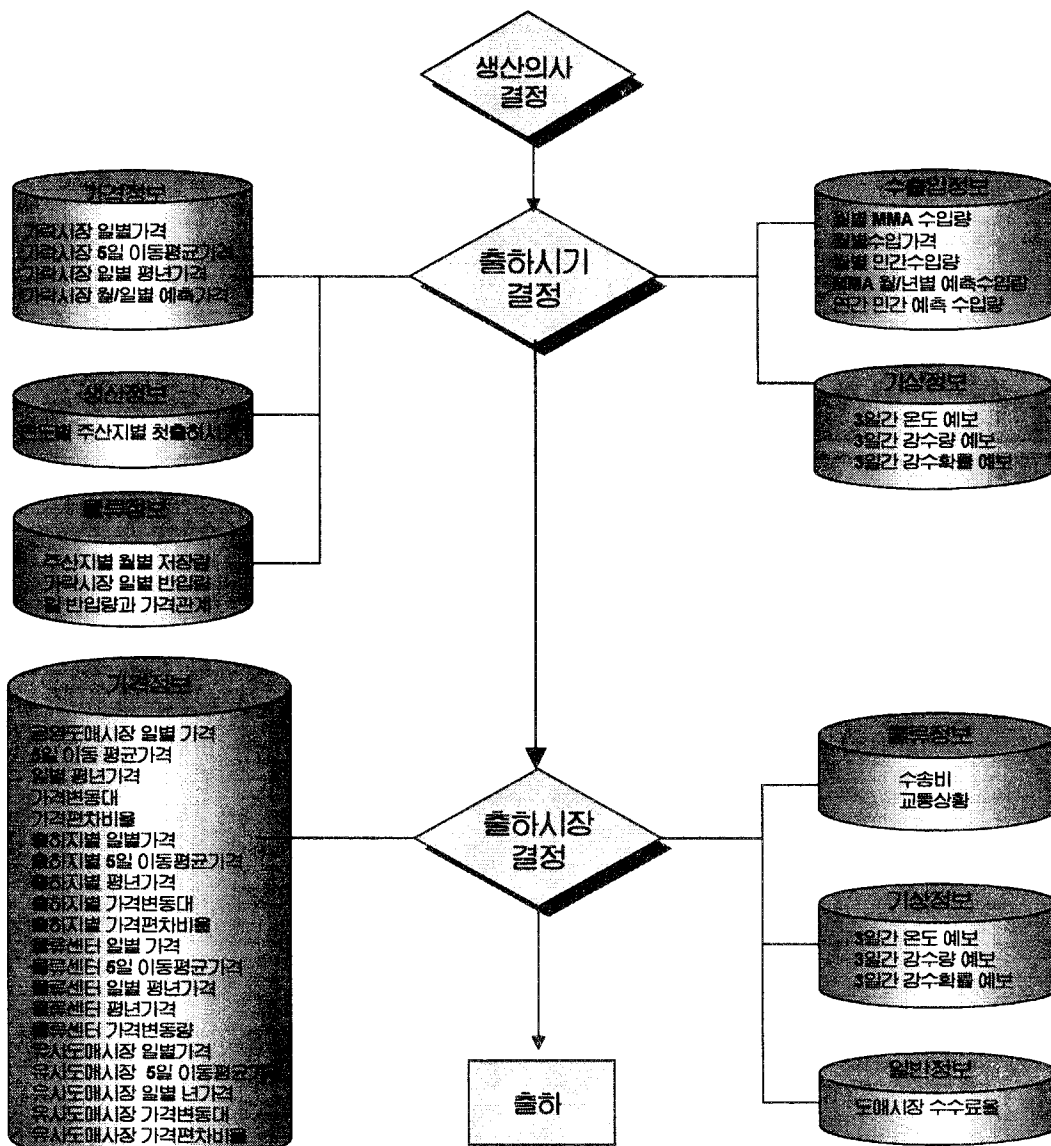 생산의사
결정
가격정보
가락시장 일별가격
가락시장 5일 이동평균가격
가락시장 일별 평년가격
가락시장 월/일별 예측가격
출하시기
결정
수출입정보
월별 MMA 수입량
월별수입가격
월별 민간수입량
MMA 월/년별 예측수입량
연간 민간 예측 수입량
생산정보
주산지별 첫출하시기
기상정보
3일간 온도 예보
3일간 강수량 예보
3일간 강수확률 예보
물류정보
주산지별 월별 저장량
가락시장 일별 반입량
일 반입량과 가격관계
가격정보
공영도매시장 일별 가격
5일 이동 평균가격
일별 평년가격
가격변동대
가격편차비율
출하지별 일별가격
출하지별 5일 이동평균가격
출하지별 평년가격
출하지별 가격변동대
출하지별 가격편차비율
물류센터 일별 가격
물류센터 5일 이동평균가격
물류센터 일별 평년가격
물류센터 평년가격
물류센터 가격변동량
유사도매시장 일별가격
유사도매시장 5일 이동평균가
유사도매시장 일별 년가격
유사도매시장 가격변동대
유사도매시장 가격편차비율
출하시장
결정
물류정보
수송비
교통상황
기상정보
3일간 온도 예보
3일간 강수량 예보
3일간 강수확률 예보
일반정보
도매시장 수수료율
출하